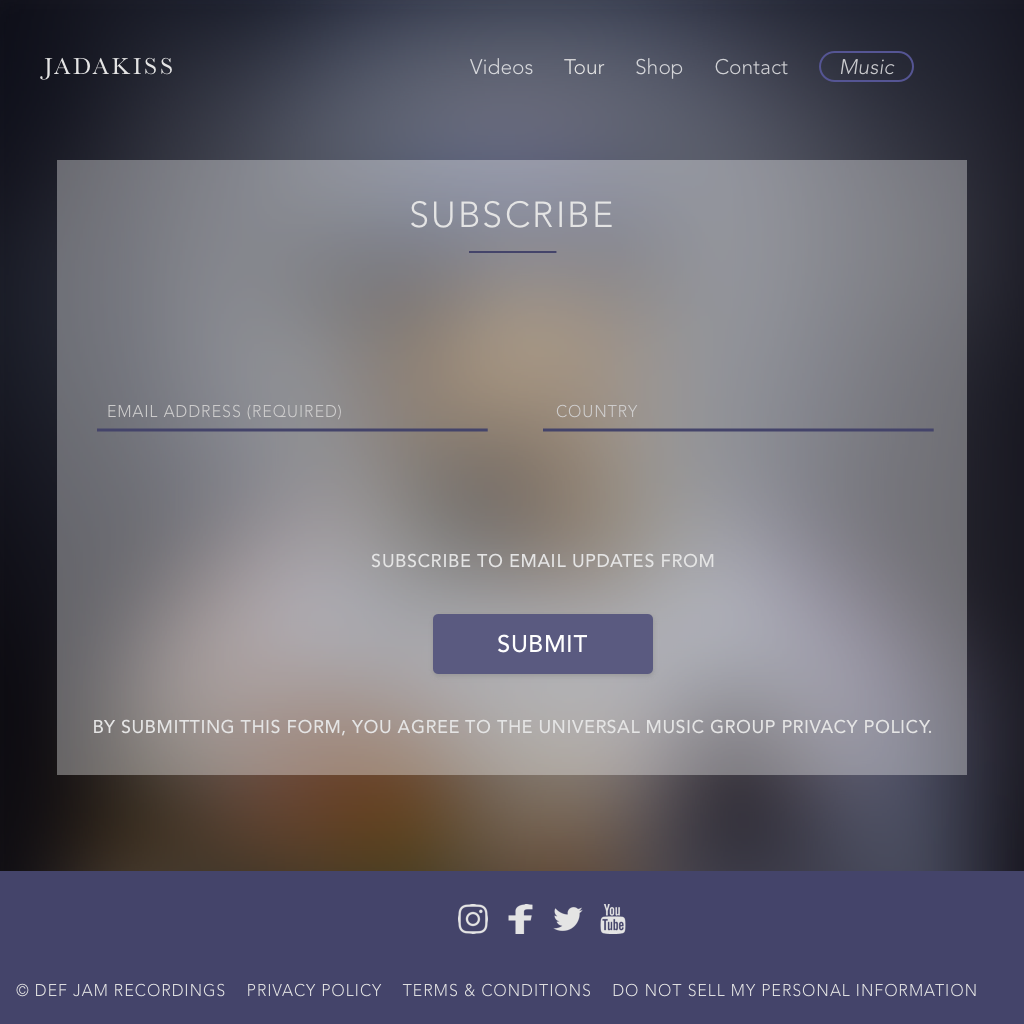 JADAKISS Videos Tour Shop Contact Music
SUBSCRIBE
EMAIL ADDRESS (REQUIRED) COUNTRY
SUBSCRIBE TO EMAIL UPDATES FROM
SUBMIT
BY SUBMITTING THIS FORM, YOU AGREE TO THE UNIVERSAL MUSIC GROUP PRIVACY POLICY.
You
Tube
© DEF JAM RECORDINGS PRIVACY POLICY TERMS & CONDITIONS DO NOT SELL MY PERSONAL INFORMATION